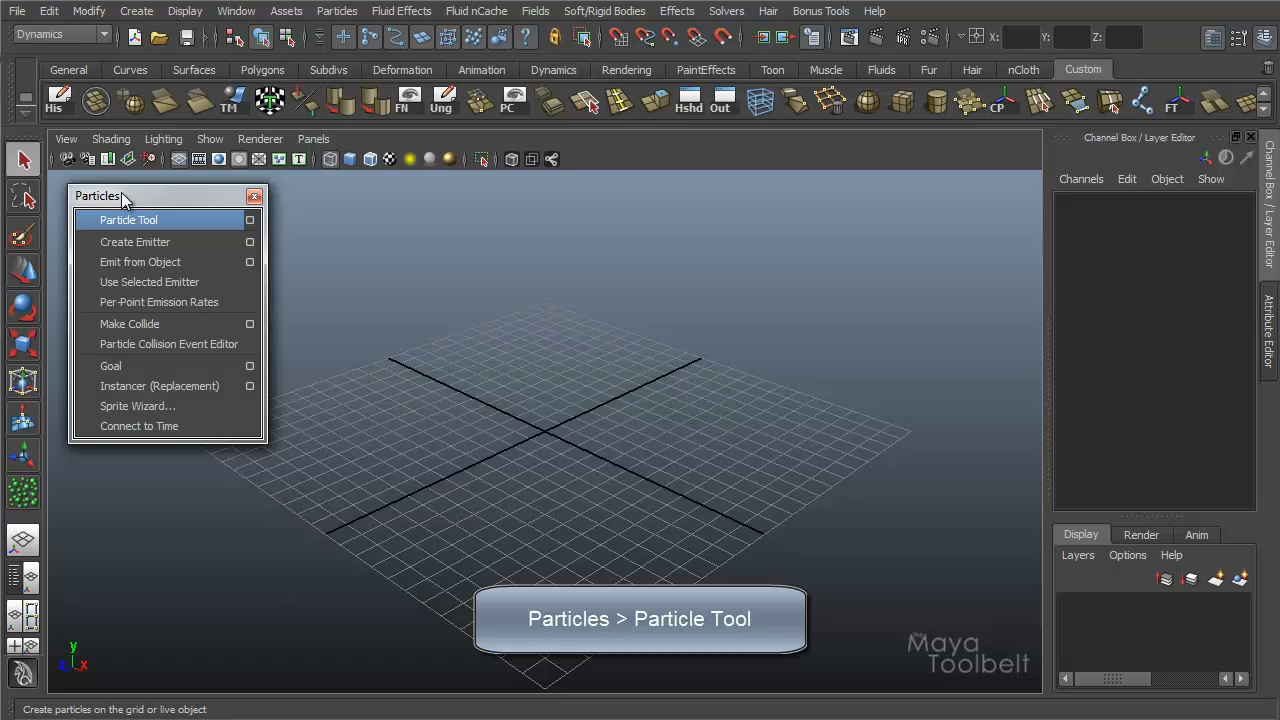 File Edit Modify Create Display Window Assets Particles Fluid Effects Fluid nCache Fields Soft/Rigid Bodies Effects Solvers Hair Bonus Tools Help
Dynamics X: Y: Z:
General Curves Surfaces Polygons Subdivs Deformation Animation Dynamics Rendering PaintEffects Toon Muscle Fluids Fur Hair nCloth Custom
His TM FN Ung PC Hshd Out CP FT
View Shading Lighting Show Renderer Panels
Channel Box / Layer Editor
Channels Edit Object Show
Particles
Particle Tool
Create Emitter
Emit from Object
Use Selected Emitter
Per-Point Emission Rates
Make Collide
Particle Collision Event Editor
Goal
Instancer (Replacement)
Sprite Wizard...
Connect to Time
Channel Box / Layer Editor
Attribute Editor
Display Render Anim
Layers Options Help
Particles > Particle Tool
The
Maya
Toolbelt
y
z x
Create particles on the grid or live object